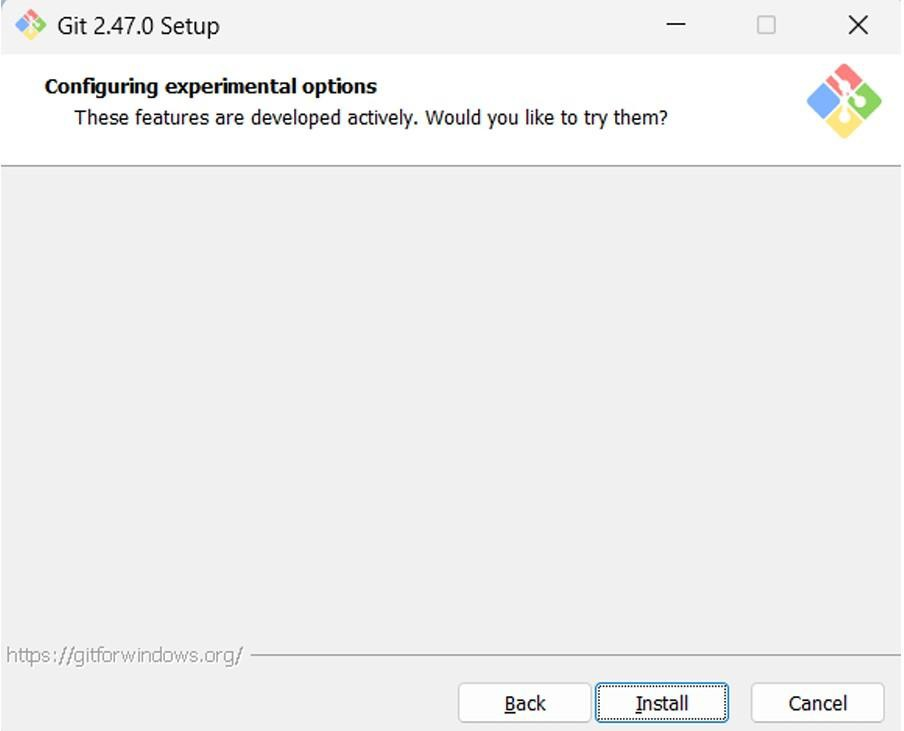 Git 2.47.0 Setup
Configuring experimental options
These features are developed actively. Would you like to try them?
https://gitforwindows.org/
Back Install Cancel